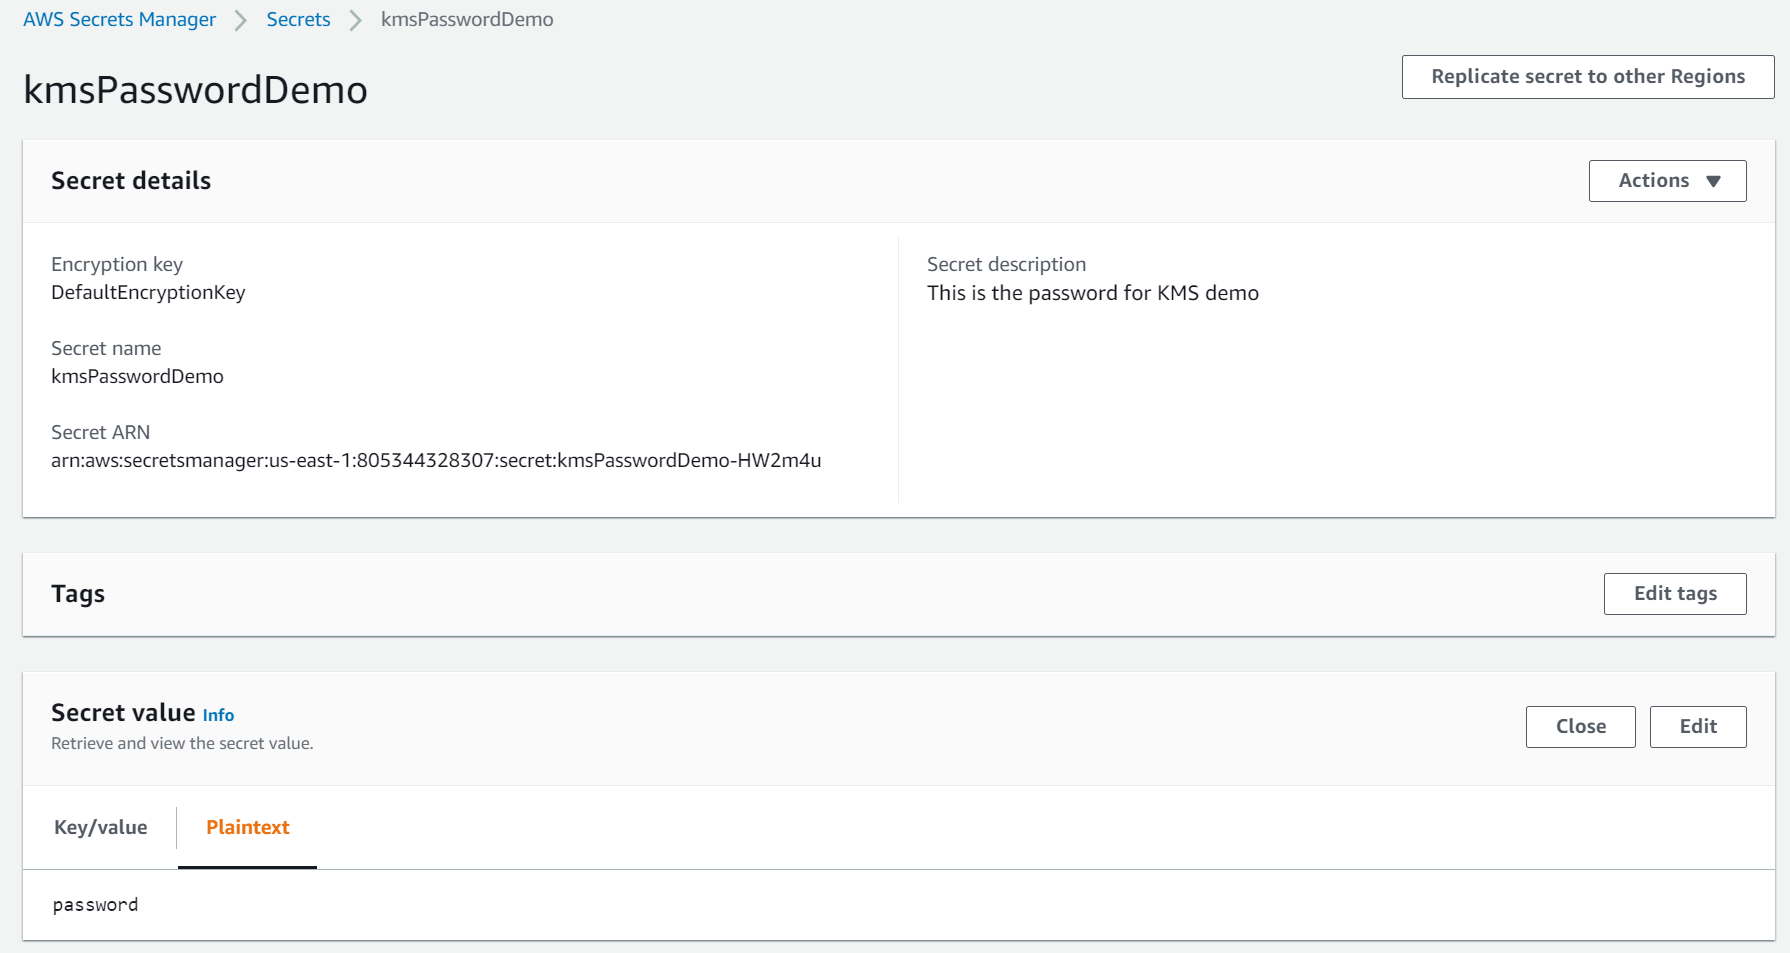 AWS Secrets Manager > Secrets > kmsPasswordDemo
kmsPasswordDemo
Replicate secret to other Regions
Secret details
Actions ▼
Encryption key
DefaultEncryptionKey
Secret name
kmsPasswordDemo
Secret ARN
arn:aws:secretsmanager:us-east-1:805344328307:secret:kmsPasswordDemo-HW2m4u
Secret description
This is the password for KMS demo
Tags
Edit tags
Secret value Info
Retrieve and view the secret value.
Close
Edit
Key/value
Plaintext
password